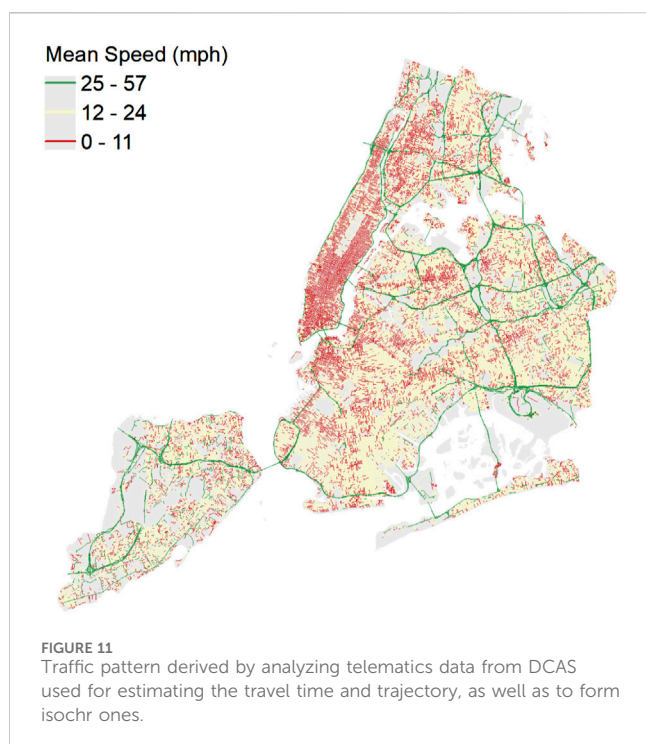 Mean Speed (mph)
25 - 57
12 - 24
0 - 11
FIGURE 11
Traffic pattern derived by analyzing telematics data from DCAS
used for estimating the travel time and trajectory, as well as to form
isochr ones.